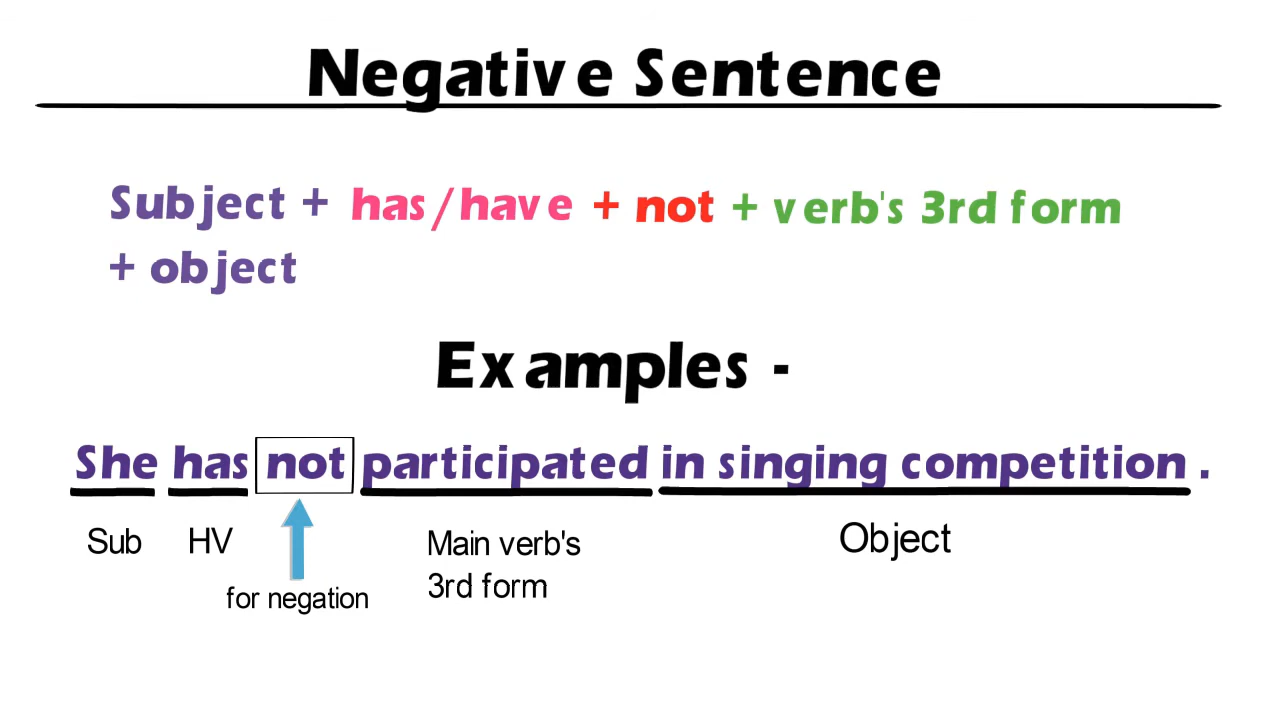 Negative Sentence
Subject + has/have + not + verb's 3rd form
+ object
Examples -
She has not participated in singing competition.
Sub HV Main verb's Object
3rd form
for negation